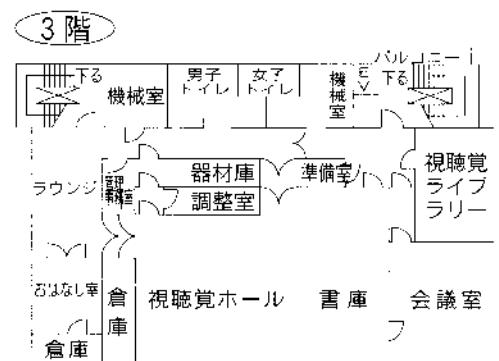 3階
バルコニー
下る
機械室
男子
トイレ
女子
トイレ
機械室
EV
下る
ラウンジ
器材庫
調整室
準備室
視聴覚
ライブ
ラリー
おはなし室
倉庫
倉庫
視聴覚ホール
書庫
会議室